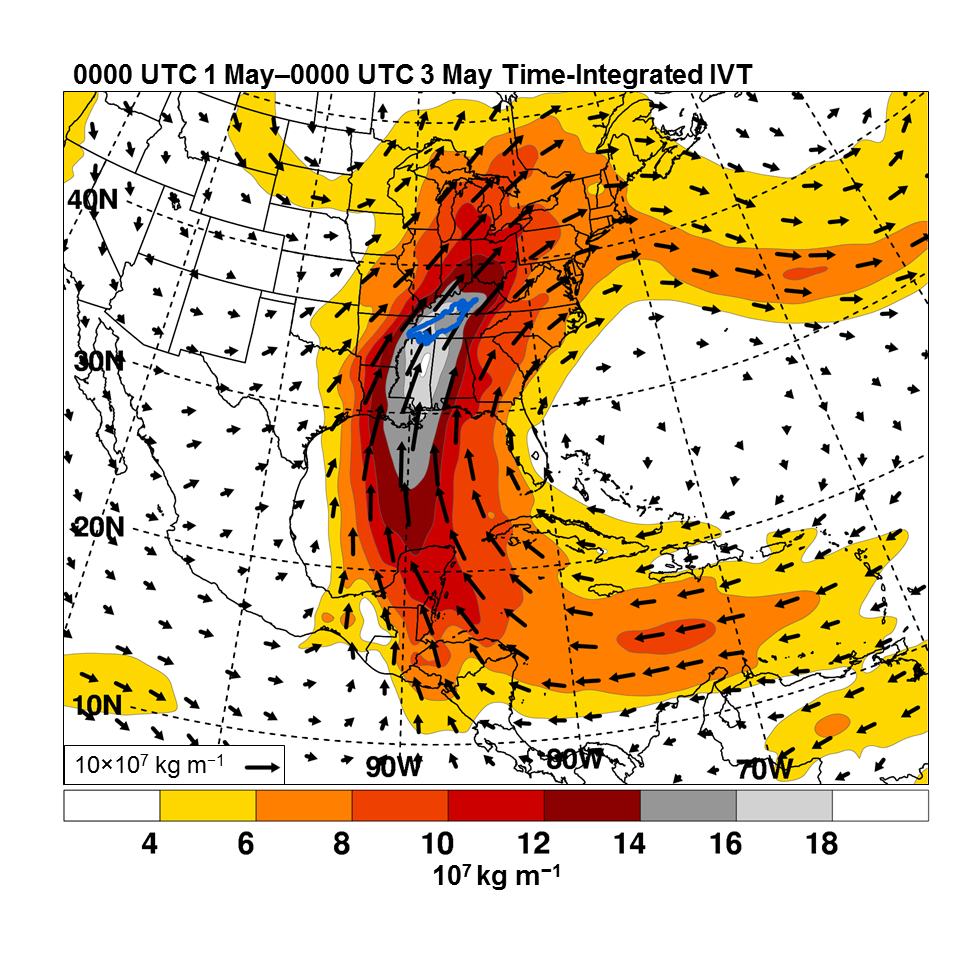 0000 UTC 1 May–0000 UTC 3 May Time-Integrated IVT
40N
30N
20N
10N
10×10⁷ kg m⁻¹
90W
80W
70W
4 6 8 10 12 14 16 18
10⁷ kg m⁻¹